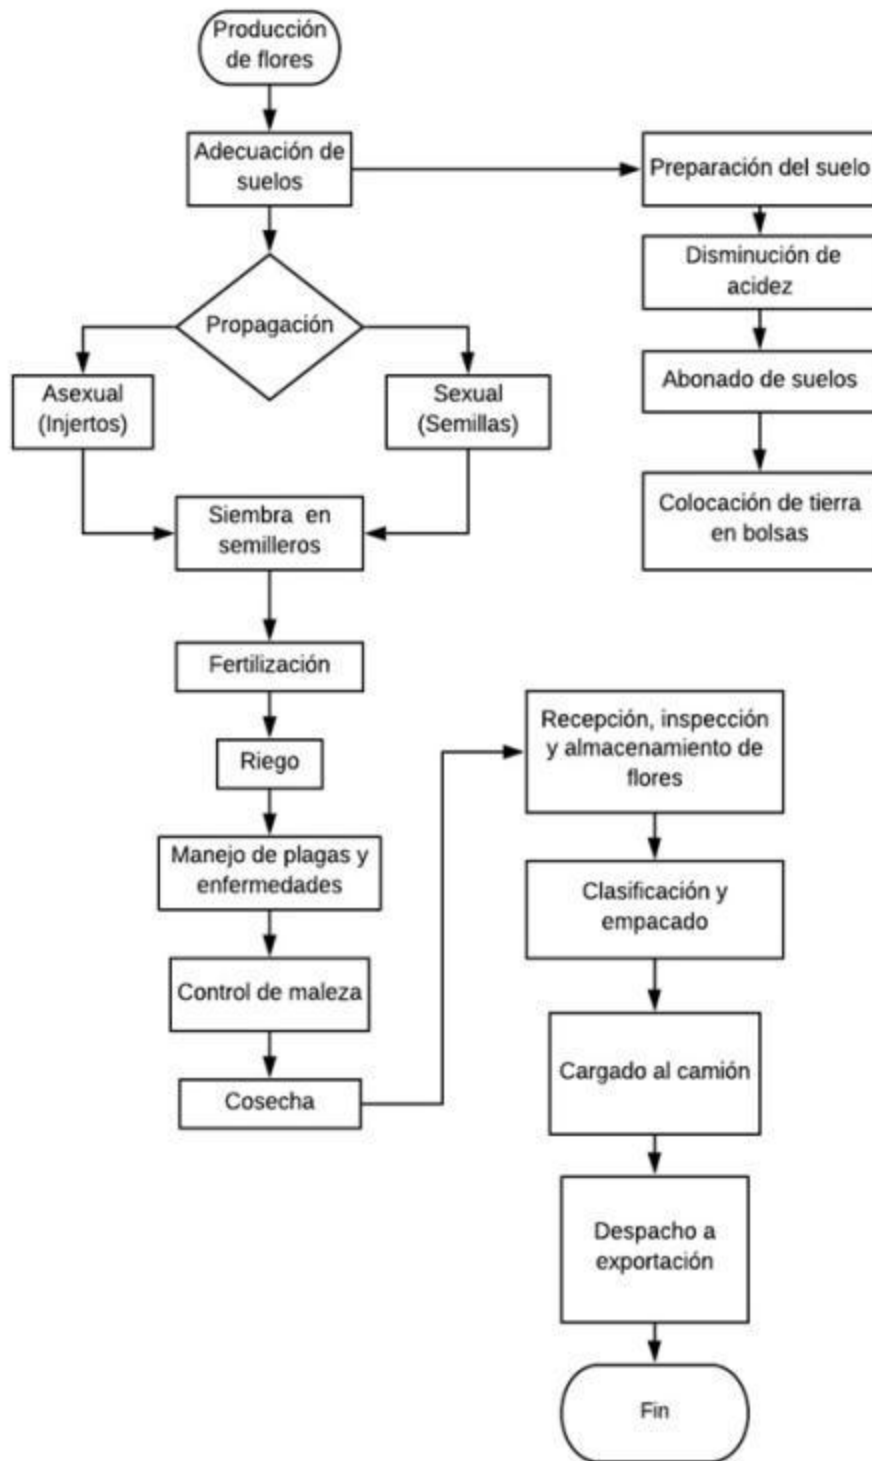 Producción
de flores
Adecuación de
suelos
Preparación del suelo
Disminución de
acidez
Abonado de suelos
Colocación de tierra
en bolsas
Propagación
Asexual
(Injertos)
Sexual
(Semillas)
Siembra en
semilleros
Fertilización
Riego
Manejo de plagas y
enfermedades
Control de maleza
Cosecha
Recepción, inspección
y almacenamiento de
flores
Clasificación y
empacado
Cargado al camión
Despacho a
exportación
Fin